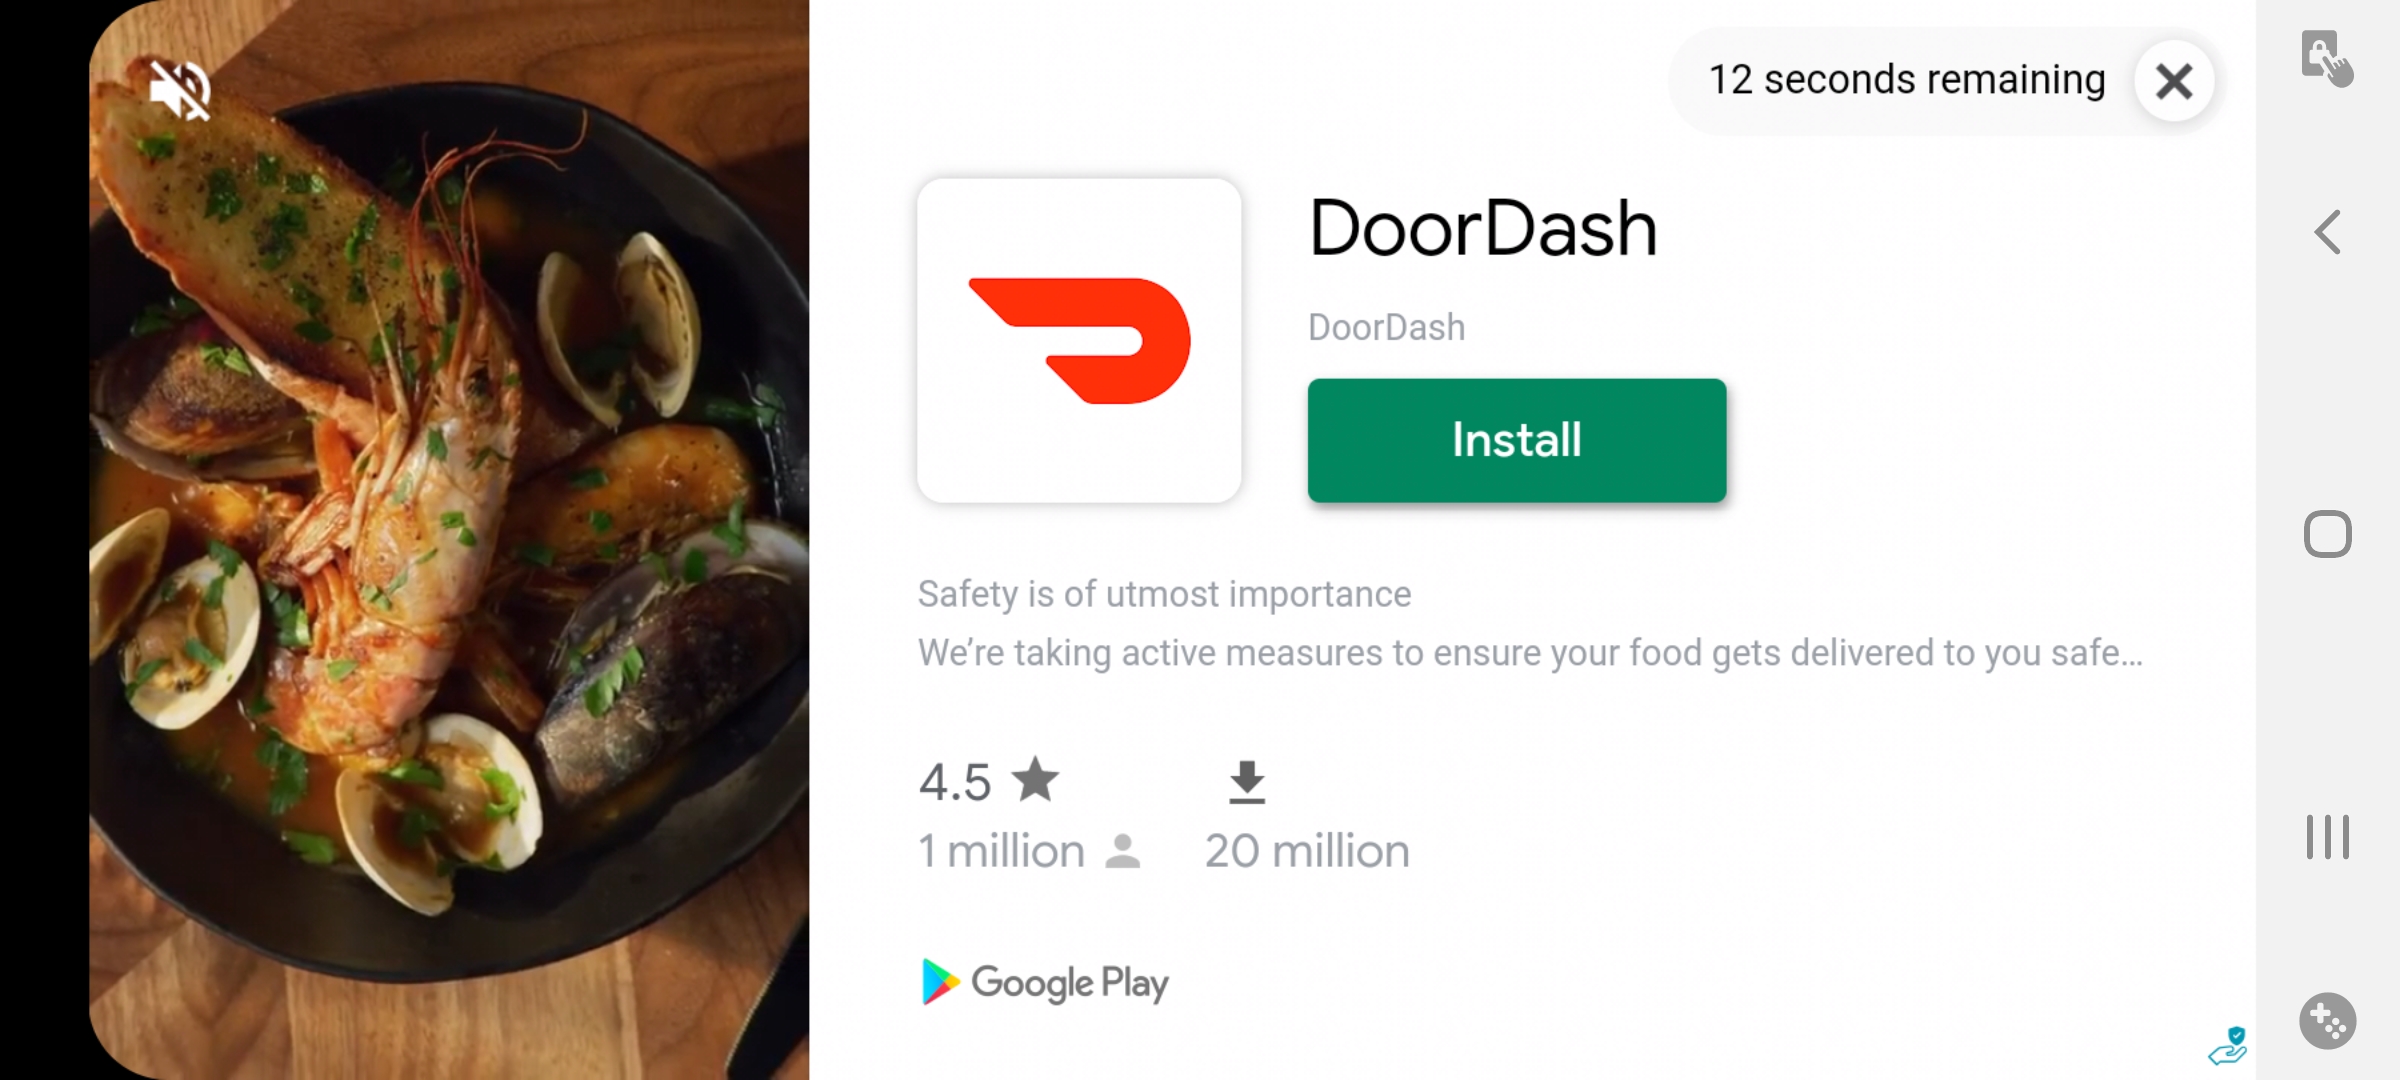 12 seconds remaining
DoorDash
DoorDash
Install
Safety is of utmost importance
We’re taking active measures to ensure your food gets delivered to you safe...
4.5
1 million
20 million
Google Play